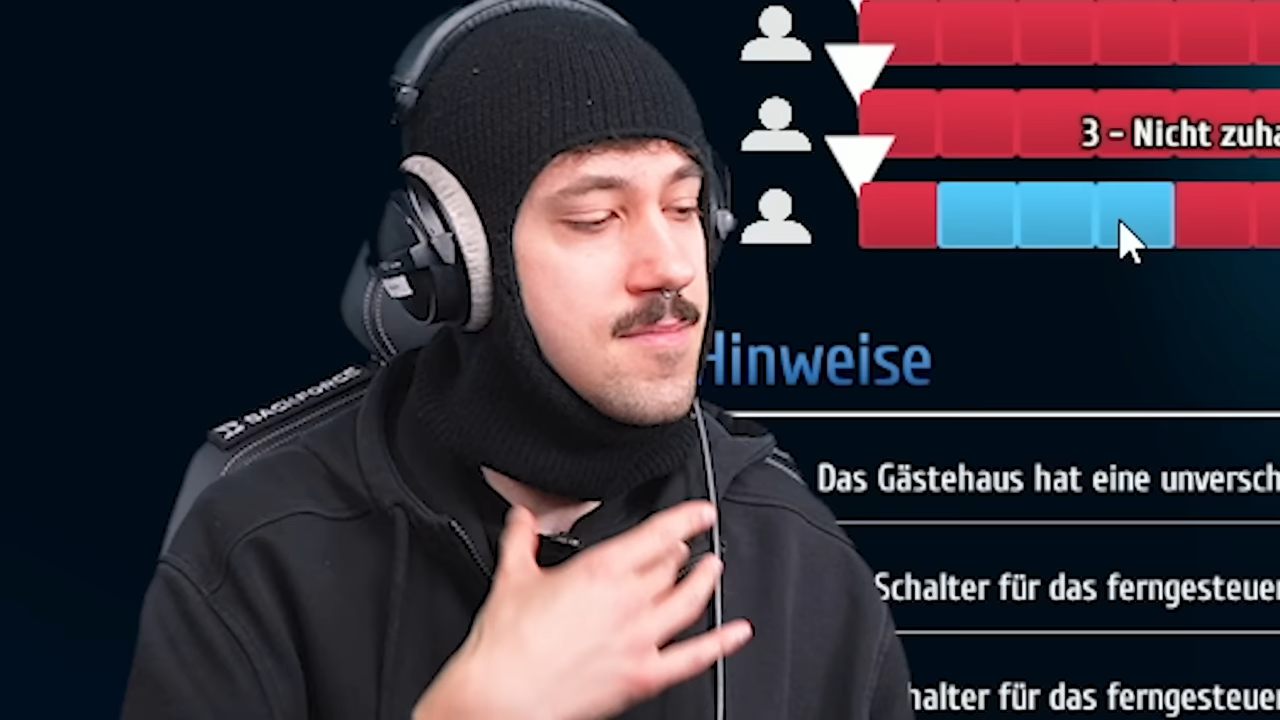 3 - Nicht zuha
Hinweise
BACKFORCE
Das Gästehaus hat eine unversch
Schalter für das ferngesteuer
halter für das ferngesteuer